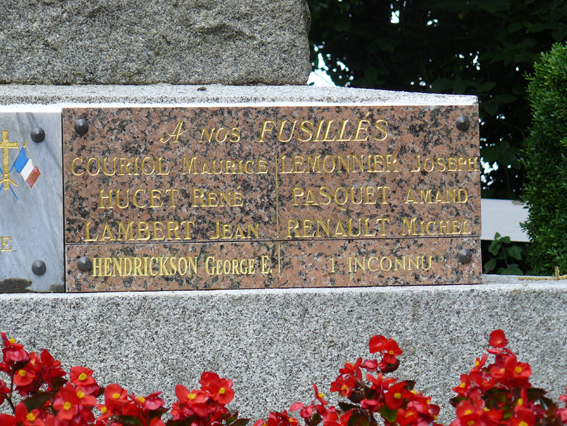 A NOS FUSILLÉS
COURIOL MAURICE LEMONNIER JOSEPH
HUCET RENÉ PASQUET AMAND
LAMBERT JEAN RENAULT MICHEL
HENDRICKSON GEORGE E. 1 INCONNU